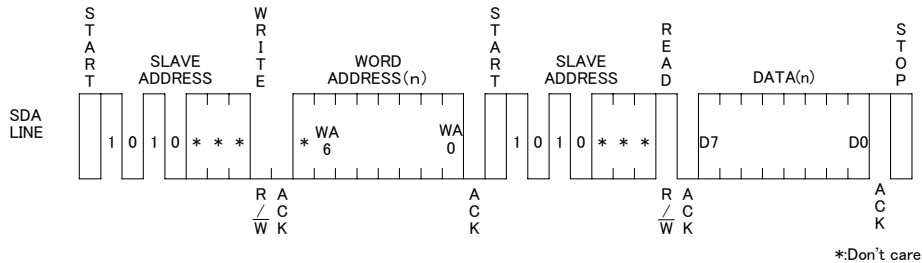 START
WRITE
START
READ
STOP
SLAVE
ADDRESS
WORD
ADDRESS(n)
SLAVE
ADDRESS
DATA(n)
SDA
LINE
1 0 1 0 * * *
* WA
6
WA
0
1 0 1 0 * * *
D7 D0
R/W
ACK
ACK
R/W
ACK
ACK
*:Don't care